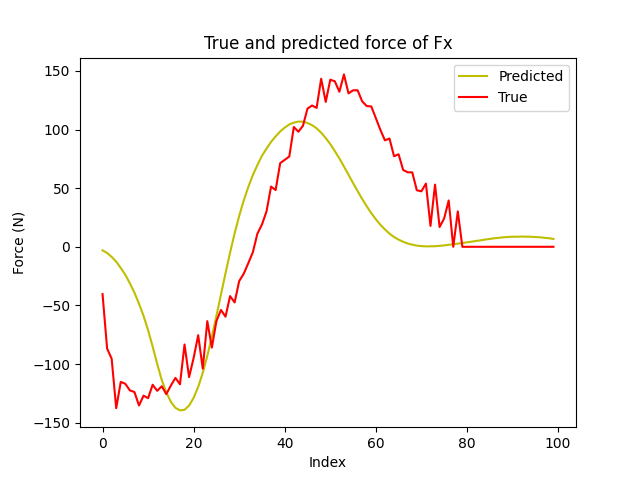 True and predicted force of Fx
Predicted
True
Force (N)
150
100
50
0
−50
−100
−150
0
20
40
60
80
100
Index